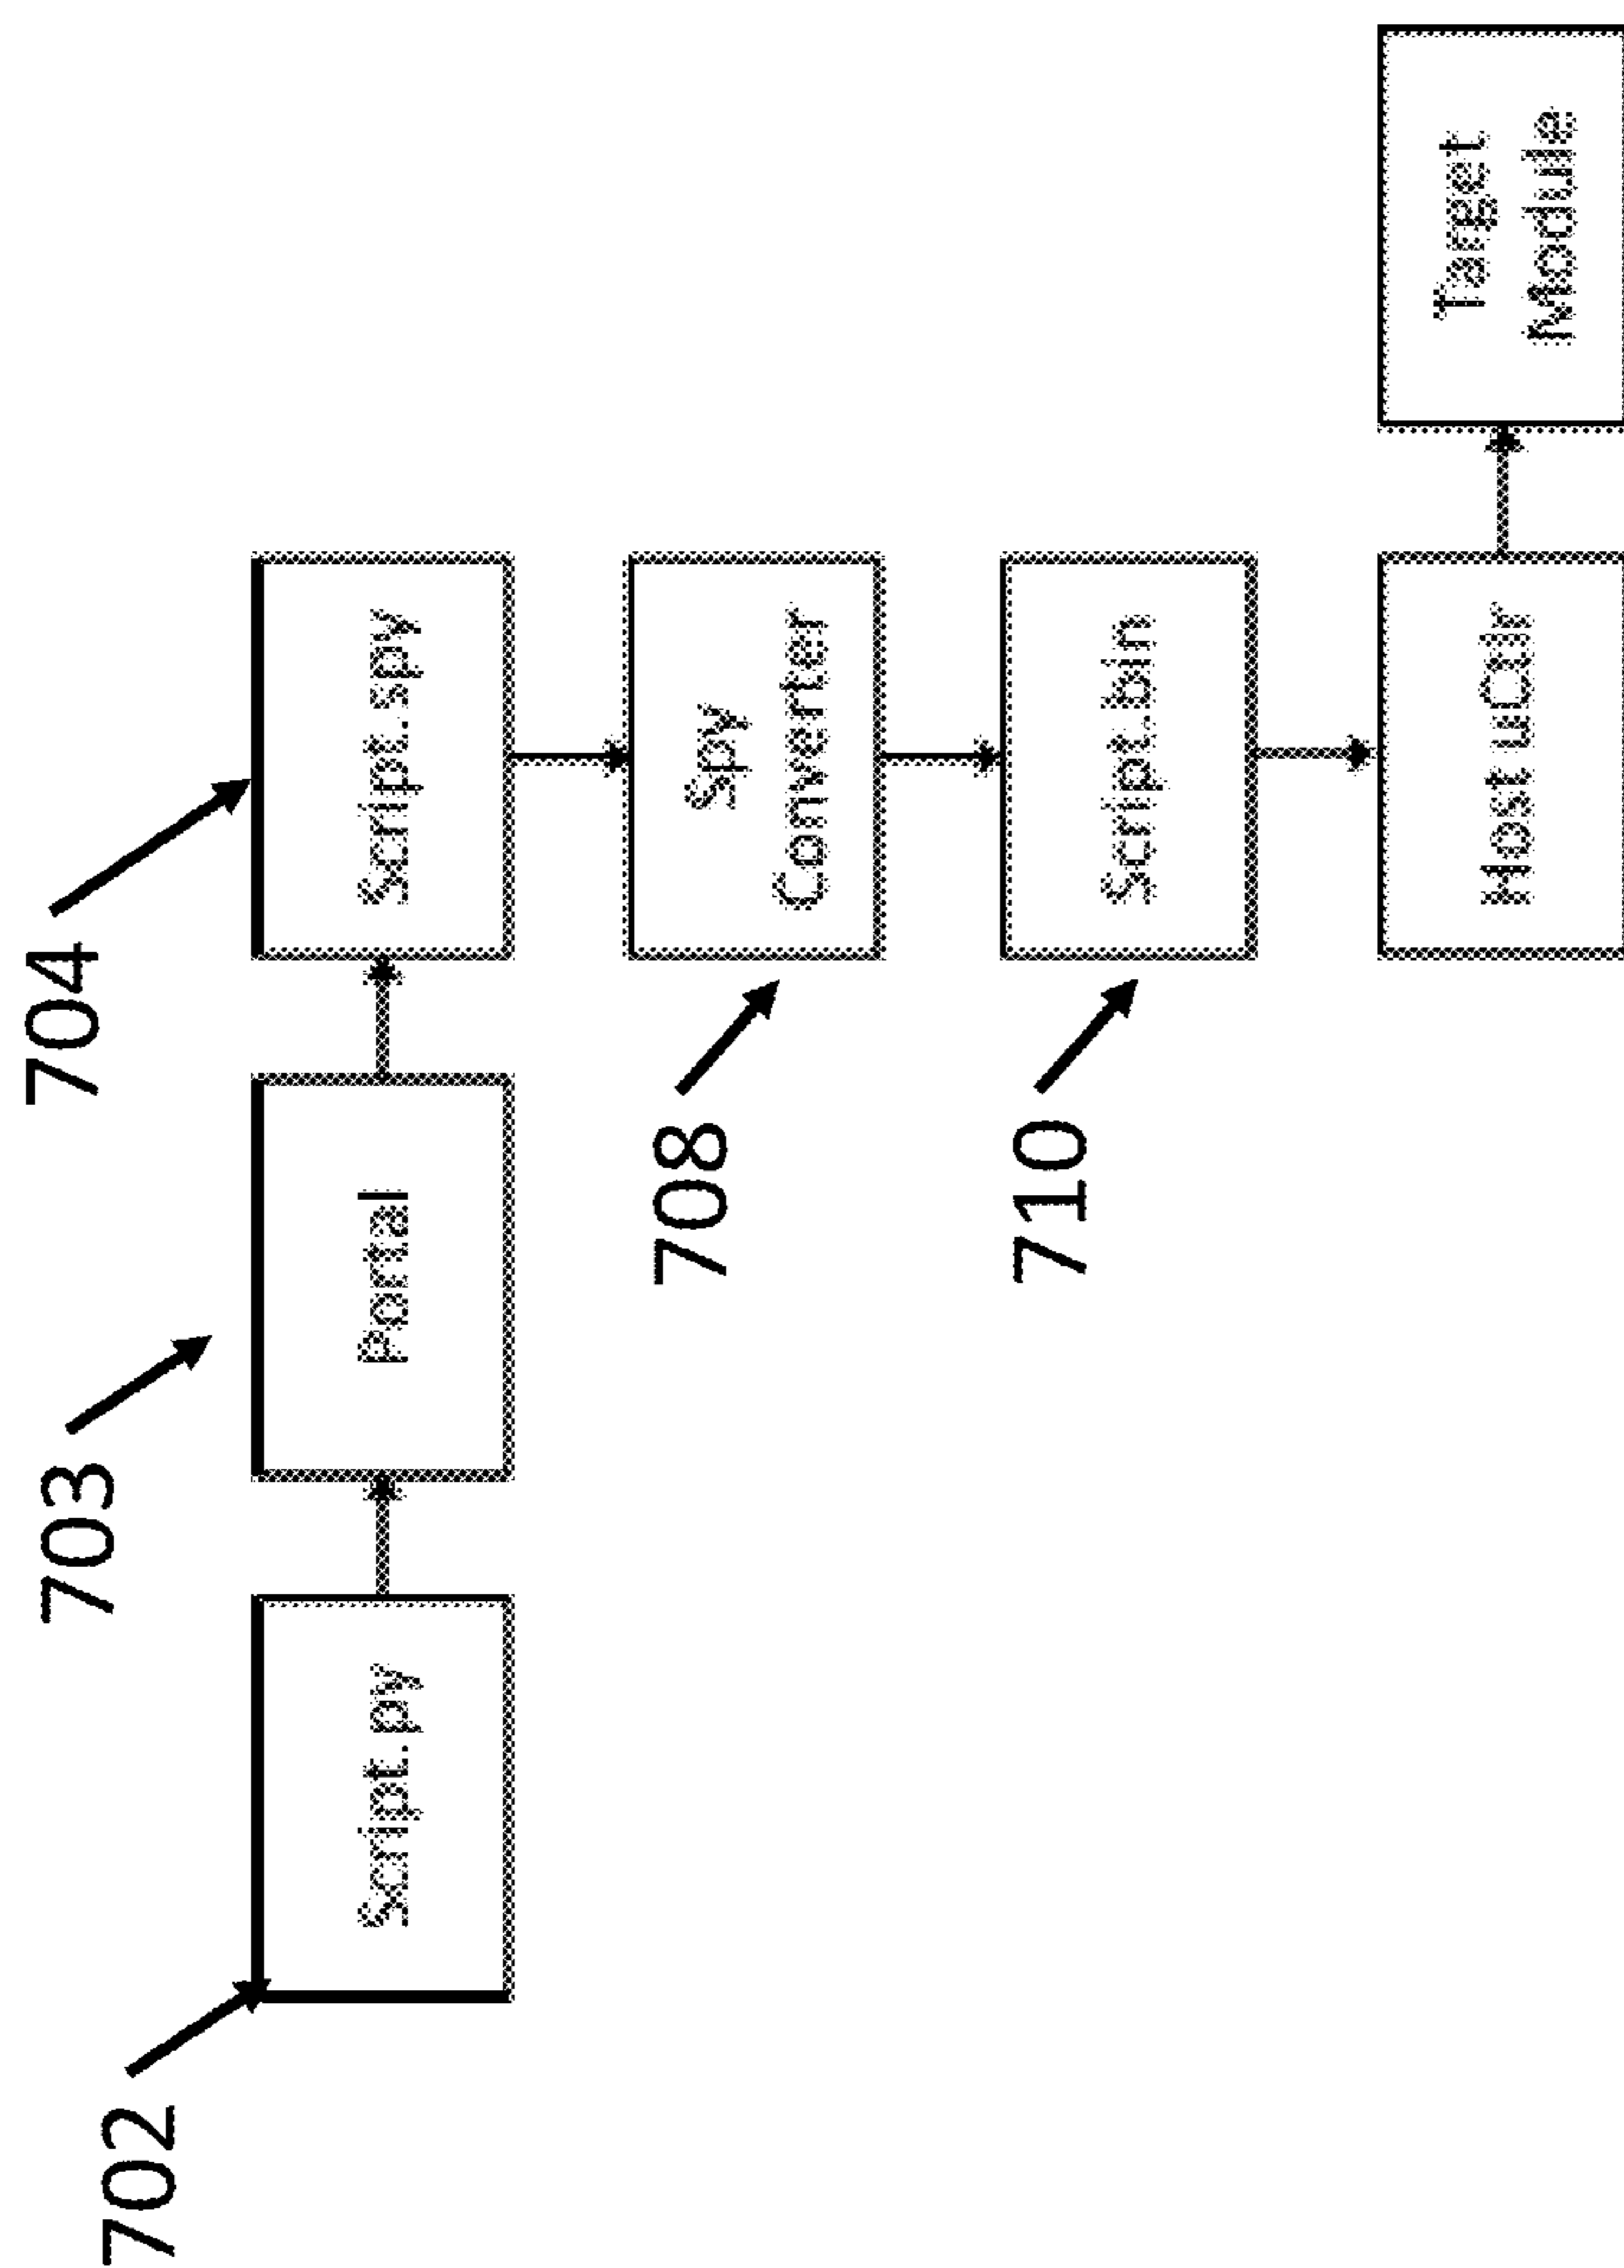 702
703
704
Script.py
Portal
Script.spy
708
Spy
Converter
710
Script.bin
Host uCtlr
Target
Module